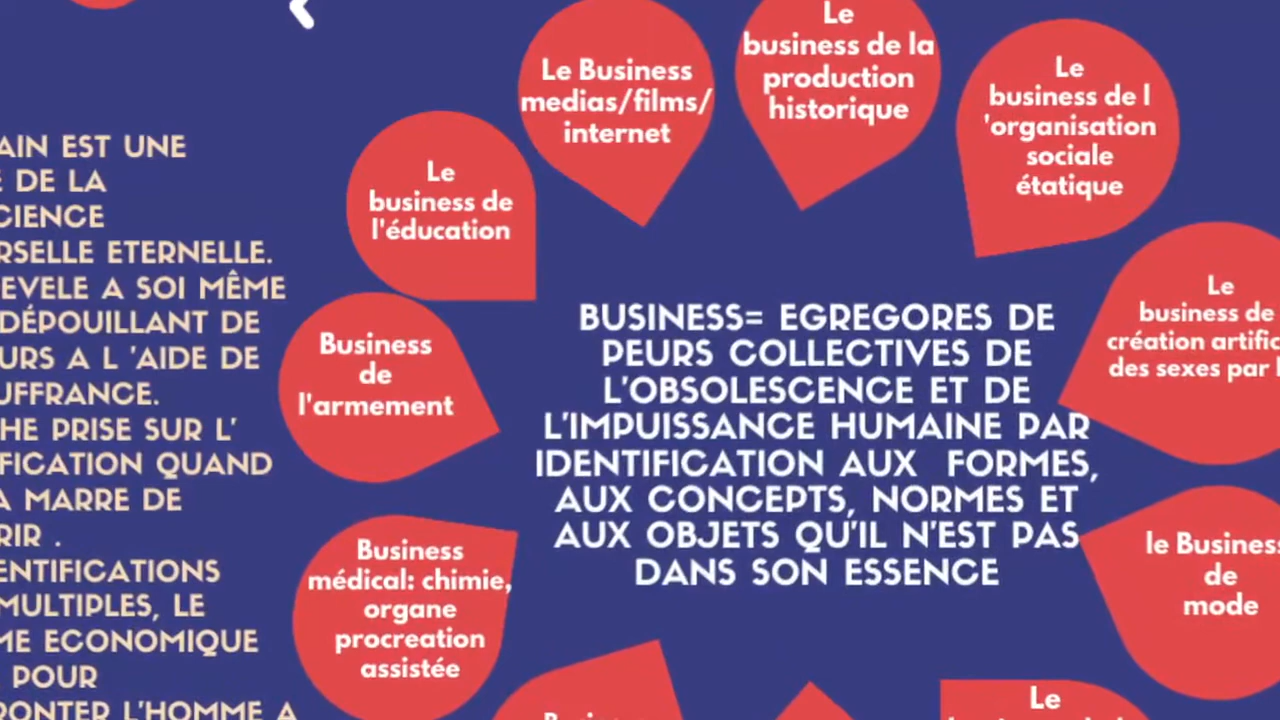 AIN EST UNE
DE LA
CIENCE
RSELLE ETERNELLE.
EVELE A SOI MÊME
DÉPOUILLANT DE
URS A L 'AIDE DE
UFFRANCE.
HE PRISE SUR L'
FICATION QUAND
A MARRE DE
RIR .
ENTIFICATIONS
MULTIPLES, LE
ME ECONOMIQUE
POUR
RONTER L'HOMME A
Le
business de
l'éducation
Le Business
medias/films/
internet
Le
business de la
production
historique
Le
business de l
'organisation
sociale
étatique
Le
business de
création artific
des sexes par l
Business
de
l'armement
BUSINESS= EGREGORES DE
PEURS COLLECTIVES DE
L'OBSOLESCENCE ET DE
L'IMPUISSANCE HUMAINE PAR
IDENTIFICATION AUX FORMES,
AUX CONCEPTS, NORMES ET
AUX OBJETS QU'IL N'EST PAS
DANS SON ESSENCE
le Business
de
mode
Business
médical: chimie,
organe
procreation
assistée
Le